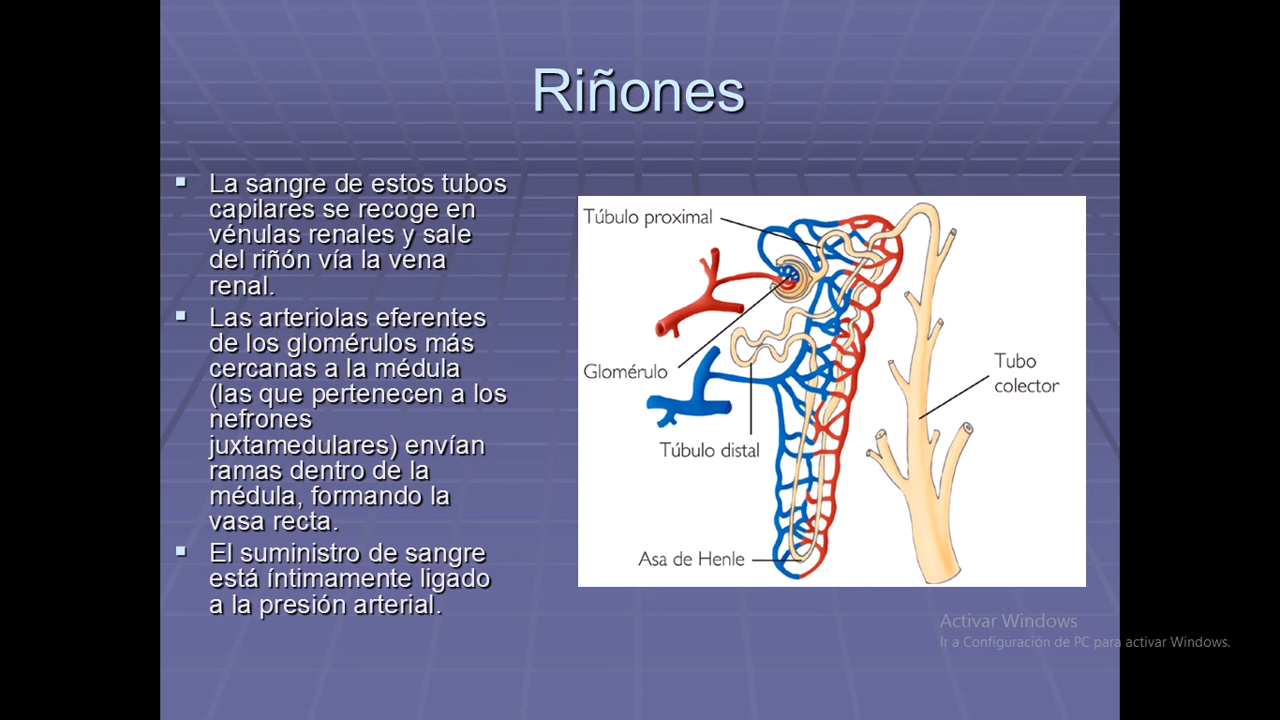 Riñones
La sangre de estos tubos
capilares se recoge en
vénulas renales y sale
del riñón vía la vena
renal.
Las arteriolas eferentes
de los glomérulos más
cercanas a la médula
(las que pertenecen a los
nefrones
juxtamedulares) envían
ramas dentro de la
médula, formando la
vasa recta.
El suministro de sangre
está íntimamente ligado
a la presión arterial.
Túbulo proximal
Glomérulo
Túbulo distal
Asa de Henle
Tubo
colector
Activar Windows
Ir a Configuración de PC para activar Windows.